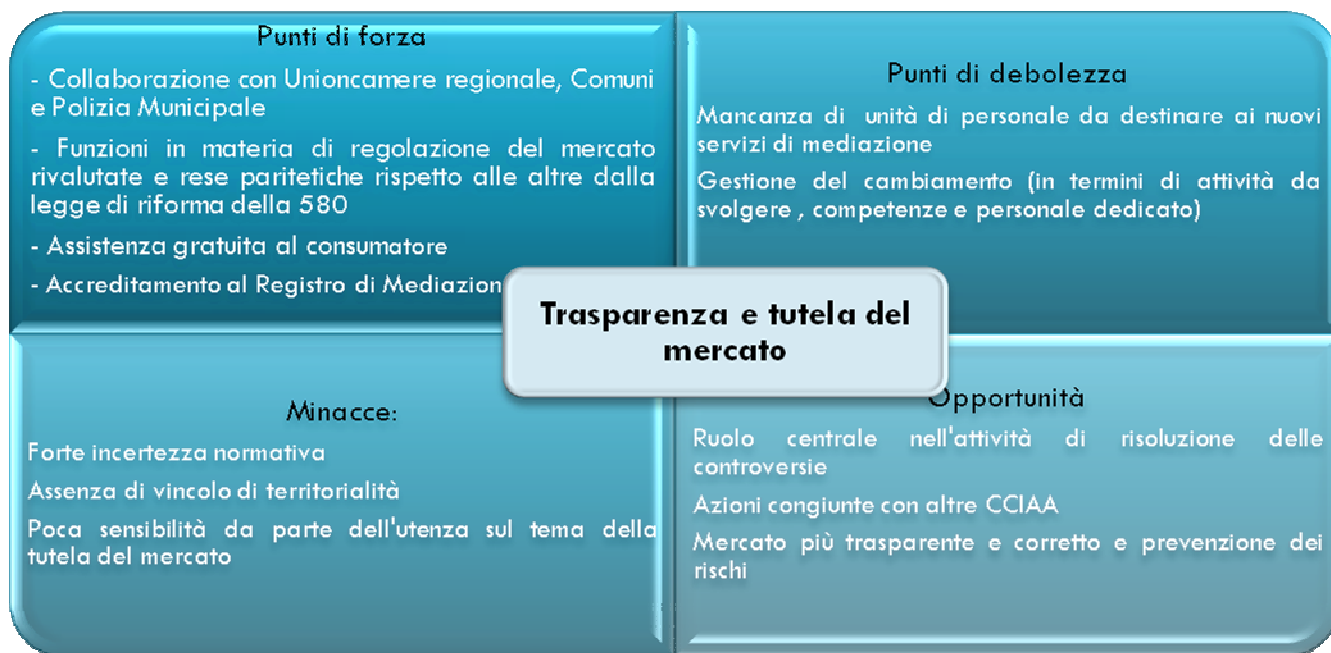 Punti di forza
- Collaborazione con Unioncamere regionale, Comuni
e Polizia Municipale
- Funzioni in materia di regolazione del mercato
rivalutate e rese paritetiche rispetto alle altre dalla
legge di riforma della 580
- Assistenza gratuita al consumatore
- Accreditamento al Registro di Mediazion
Punti di debolezza
Mancanza di unità di personale da destinare ai nuovi
servizi di mediazione
Gestione del cambiamento (in termini di attività da
svolgere , competenze e personale dedicato)
Trasparenza e tutela del
mercato
Minacce:
Forte incertezza normativa
Assenza di vincolo di territorialità
Poca sensibilità da parte dell'utenza sul tema della
tutela del mercato
Opportunità
Ruolo centrale nell'attività di risoluzione delle
controversie
Azioni congiunte con altre CCIAA
Mercato più trasparente e corretto e prevenzione dei
rischi